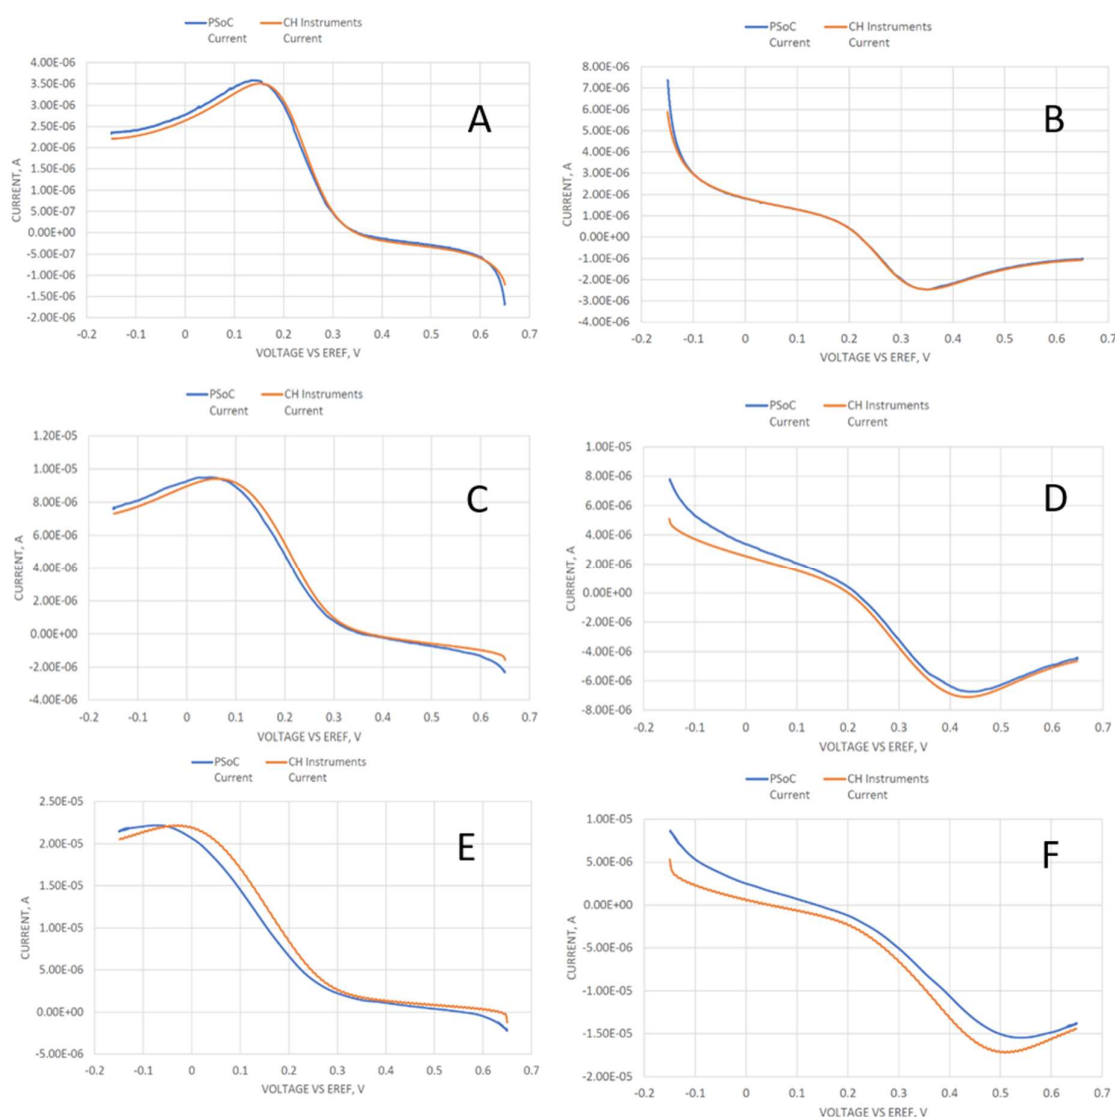 PSoC Current
CH Instruments Current
A
CURRENT, A
4.00E-06
3.50E-06
3.00E-06
2.50E-06
2.00E-06
1.50E-06
1.00E-06
5.00E-07
0.00E+00
-5.00E-07
-1.00E-06
-1.50E-06
-2.00E-06
-0.2 -0.1 0 0.1 0.2 0.3 0.4 0.5 0.6 0.7
VOLTAGE VS EREF, V
PSoC Current
CH Instruments Current
B
CURRENT, A
8.00E-06
7.00E-06
6.00E-06
5.00E-06
4.00E-06
3.00E-06
2.00E-06
1.00E-06
0.00E+00
-1.00E-06
-2.00E-06
-3.00E-06
-4.00E-06
-0.2 -0.1 0 0.1 0.2 0.3 0.4 0.5 0.6 0.7
VOLTAGE VS EREF, V
PSoC Current
CH Instruments Current
C
CURRENT, A
1.20E-05
1.00E-05
8.00E-06
6.00E-06
4.00E-06
2.00E-06
0.00E+00
-2.00E-06
-4.00E-06
-0.2 -0.1 0 0.1 0.2 0.3 0.4 0.5 0.6 0.7
VOLTAGE VS EREF, V
PSoC Current
CH Instruments Current
D
CURRENT, A
1.00E-05
8.00E-06
6.00E-06
4.00E-06
2.00E-06
0.00E+00
-2.00E-06
-4.00E-06
-6.00E-06
-8.00E-06
-0.2 -0.1 0 0.1 0.2 0.3 0.4 0.5 0.6 0.7
VOLTAGE VS EREF, V
PSoC Current
CH Instruments Current
E
CURRENT, A
2.50E-05
2.00E-05
1.50E-05
1.00E-05
5.00E-06
0.00E+00
-5.00E-06
-0.2 -0.1 0 0.1 0.2 0.3 0.4 0.5 0.6 0.7
VOLTAGE VS EREF, V
PSoC Current
CH Instruments Current
F
CURRENT, A
1.00E-05
5.00E-06
0.00E+00
-5.00E-06
-1.00E-05
-1.50E-05
-2.00E-05
-0.2 -0.1 0 0.1 0.2 0.3 0.4 0.5 0.6 0.7
VOLTAGE VS EREF, V